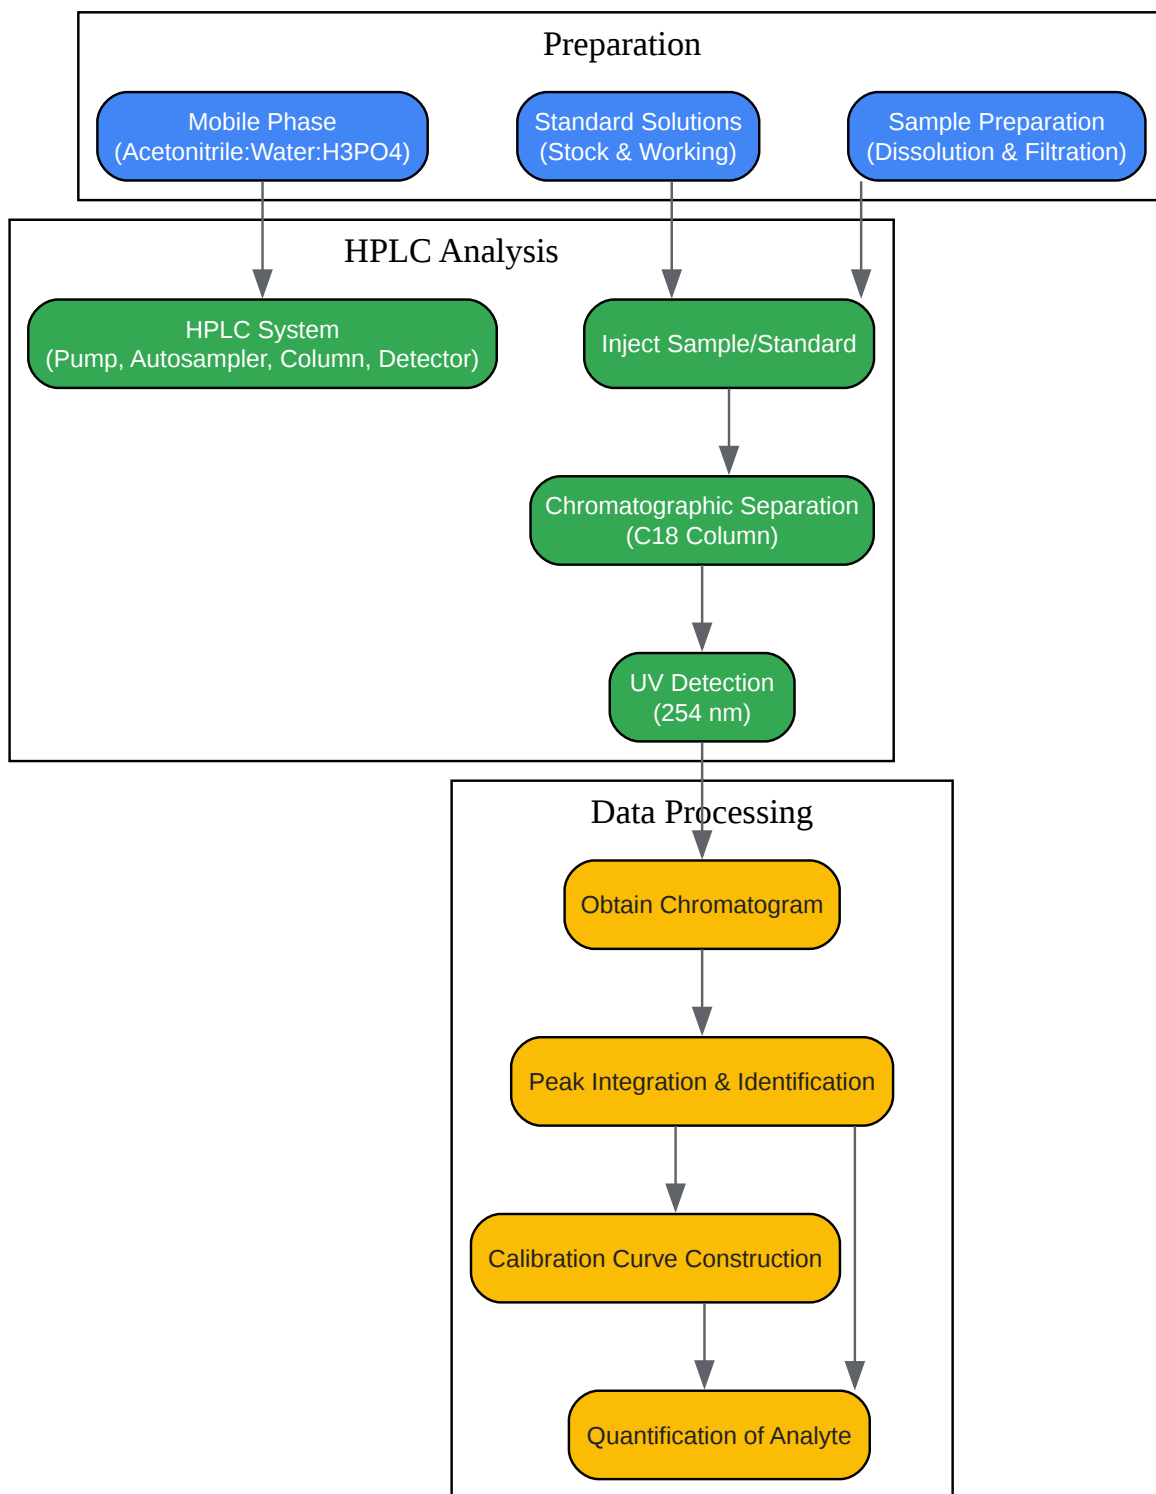 Preparation
Mobile Phase
(Acetonitrile:Water:H3PO4)
Standard Solutions
(Stock & Working)
Sample Preparation
(Dissolution & Filtration)
HPLC Analysis
HPLC System
(Pump, Autosampler, Column, Detector)
Inject Sample/Standard
Chromatographic Separation
(C18 Column)
UV Detection
(254 nm)
Data Processing
Obtain Chromatogram
Peak Integration & Identification
Calibration Curve Construction
Quantification of Analyte